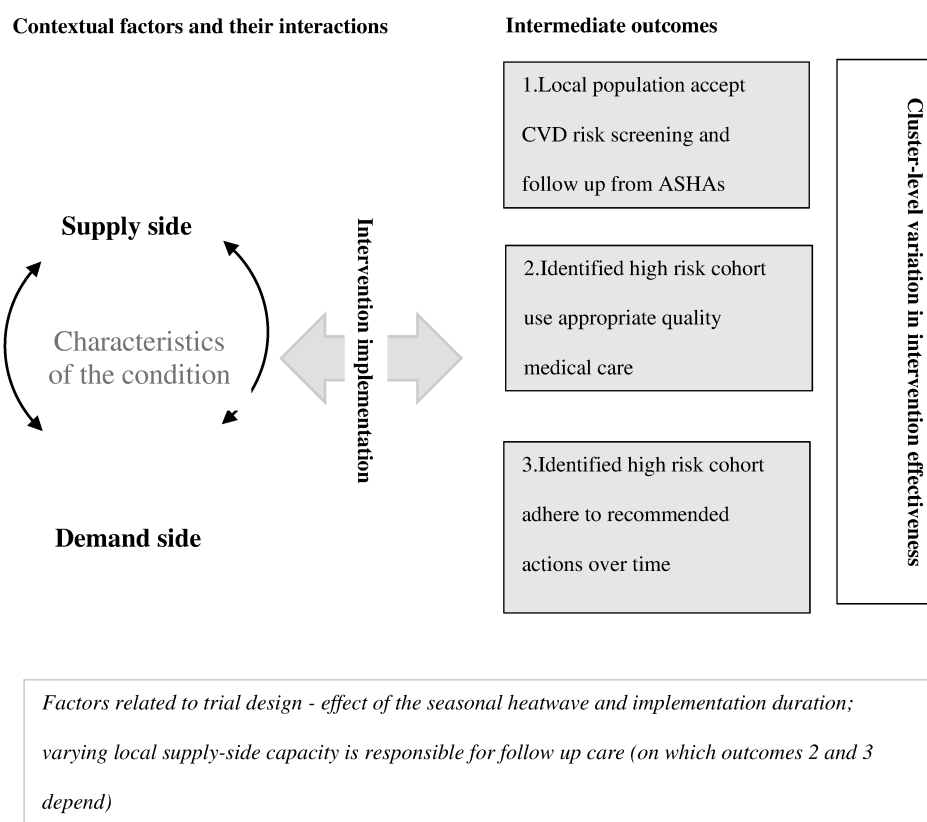 Contextual factors and their interactions
Supply side
Characteristics
of the condition
Demand side
Intervention implementation
Intermediate outcomes
1.Local population accept
CVD risk screening and
follow up from ASHAs
2.Identified high risk cohort
use appropriate quality
medical care
3.Identified high risk cohort
adhere to recommended
actions over time
Cluster-level variation in intervention effectiveness
Factors related to trial design - effect of the seasonal heatwave and implementation duration;
varying local supply-side capacity is responsible for follow up care (on which outcomes 2 and 3
depend)